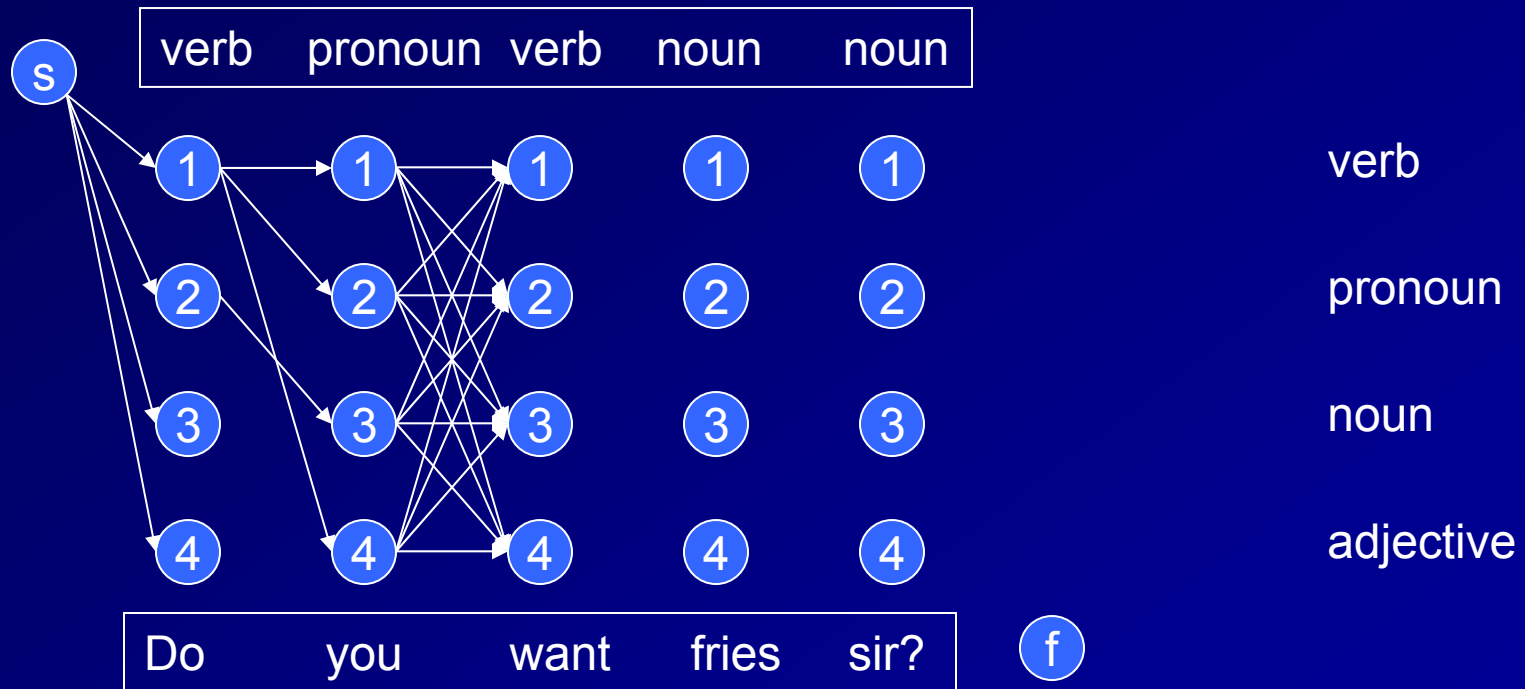 verb pronoun verb noun noun
s
1 1 1 1 1 verb
2 2 2 2 2 pronoun
3 3 3 3 3 noun
4 4 4 4 4 adjective
Do you want fries sir? f